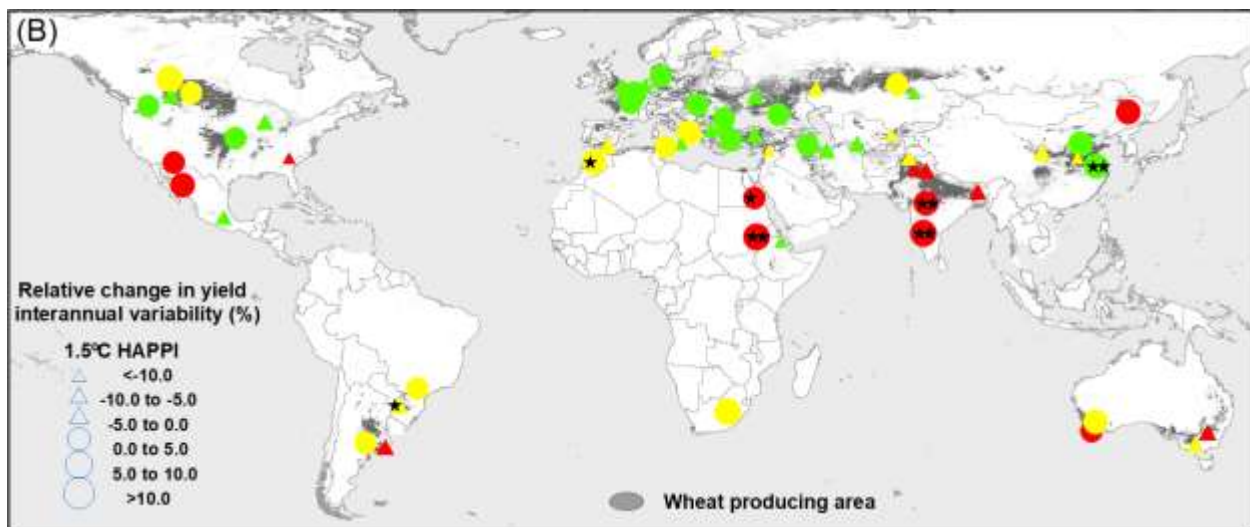 (B)
Relative change in yield
interannual variability (%)
1.5ºC HAPPI
<-10.0
-10.0 to -5.0
-5.0 to 0.0
0.0 to 5.0
5.0 to 10.0
>10.0
Wheat producing area